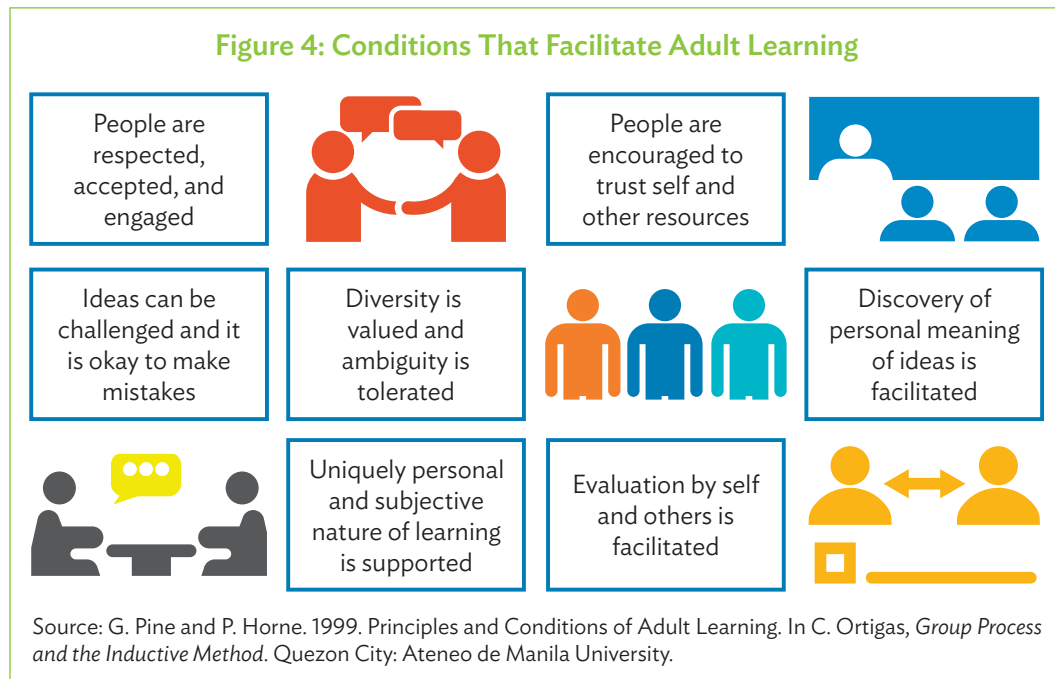 Figure 4: Conditions That Facilitate Adult Learning
People are
respected,
accepted, and
engaged
People are
encouraged to
trust self and
other resources
Ideas can be
challenged and it
is okay to make
mistakes
Diversity is
valued and
ambiguity is
tolerated
Discovery of
personal meaning
of ideas is
facilitated
Uniquely personal
and subjective
nature of learning
is supported
Evaluation by self
and others is
facilitated
Source: G. Pine and P. Horne. 1999. Principles and Conditions of Adult Learning. In C. Ortigas, Group Process
and the Inductive Method. Quezon City: Ateneo de Manila University.